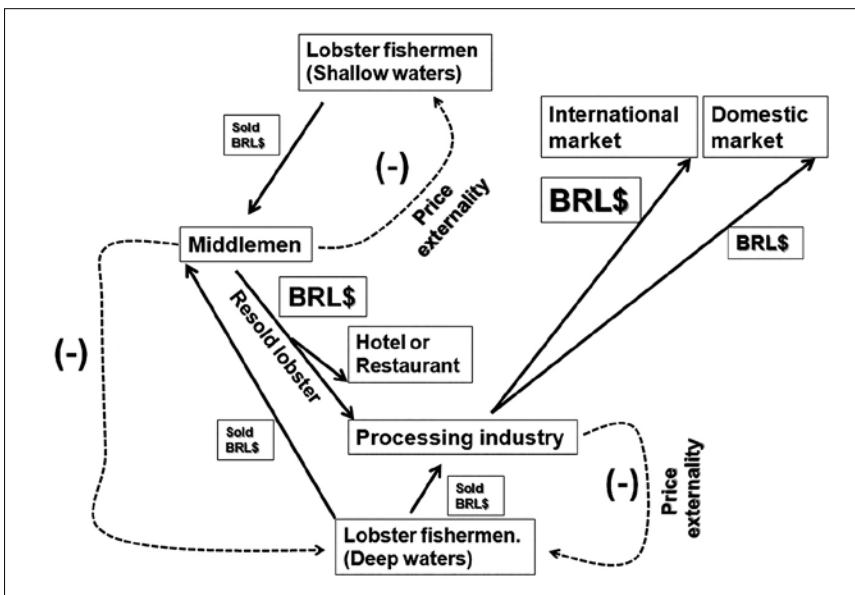 Lobster fishermen
(Shallow waters)
Sold
BRL$
(-)
Price
externality
International
market
Domestic
market
BRL$
BRL$
Middlemen
BRL$
Resold lobster
Hotel or
Restaurant
(-)
Sold
BRL$
Processing industry
Sold
BRL$
(-)
Price
externality
Lobster fishermen.
(Deep waters)